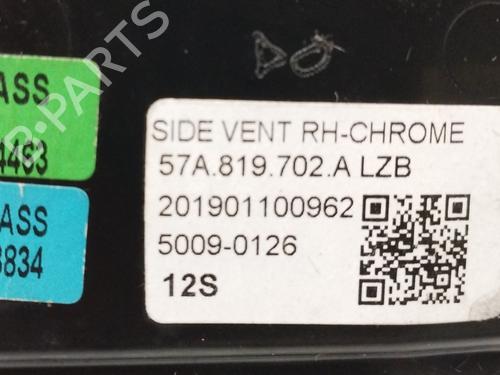 ASS
4463
ASS
3834
SIDE VENT RH-CHROME
57A.819.702.A LZB
201901100962
5009-0126
12S
B-PARTS